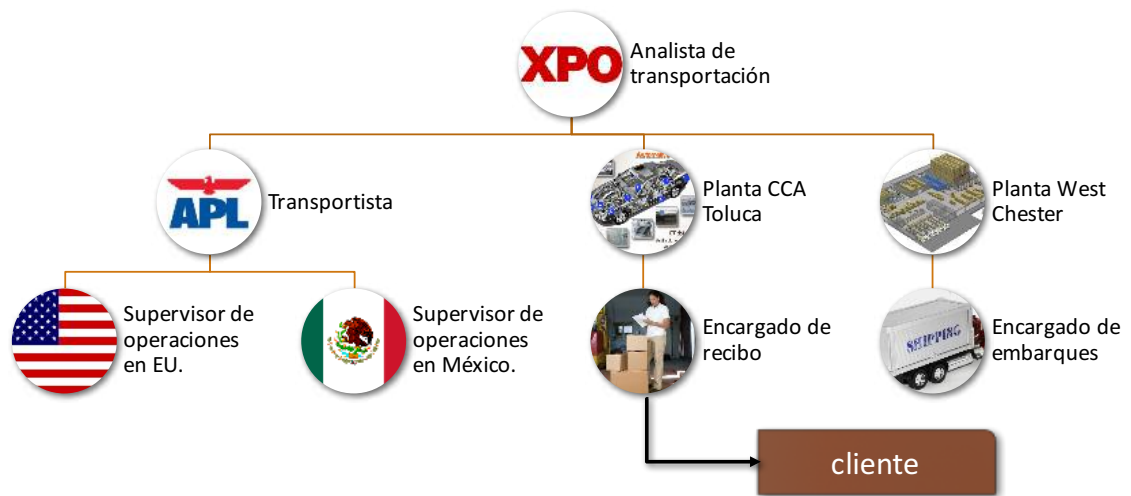 XPO
Analista de
transportación
APL
Transportista
Planta CCA
Toluca
Planta West
Chester
Supervisor de
operaciones
en EU.
Supervisor de
operaciones
en México.
Encargado de
recibo
SHIPPING
Encargado de
embarques
cliente